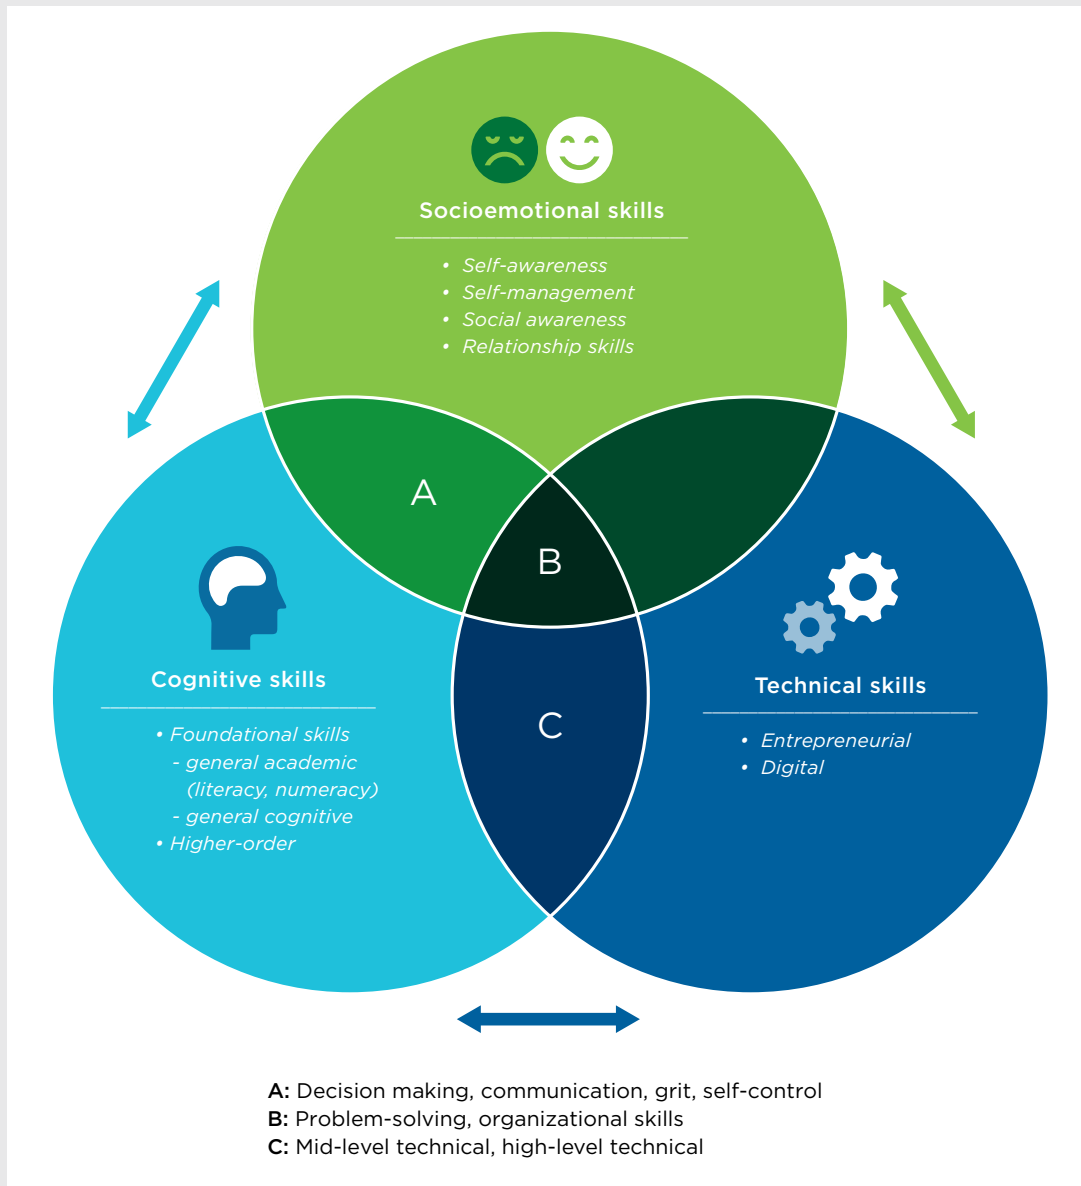 Socioemotional skills
• Self-awareness
• Self-management
• Social awareness
• Relationship skills
A
B
C
Cognitive skills
• Foundational skills
- general academic
(literacy, numeracy)
- general cognitive
• Higher-order
Technical skills
• Entrepreneurial
• Digital
A: Decision making, communication, grit, self-control
B: Problem-solving, organizational skills
C: Mid-level technical, high-level technical